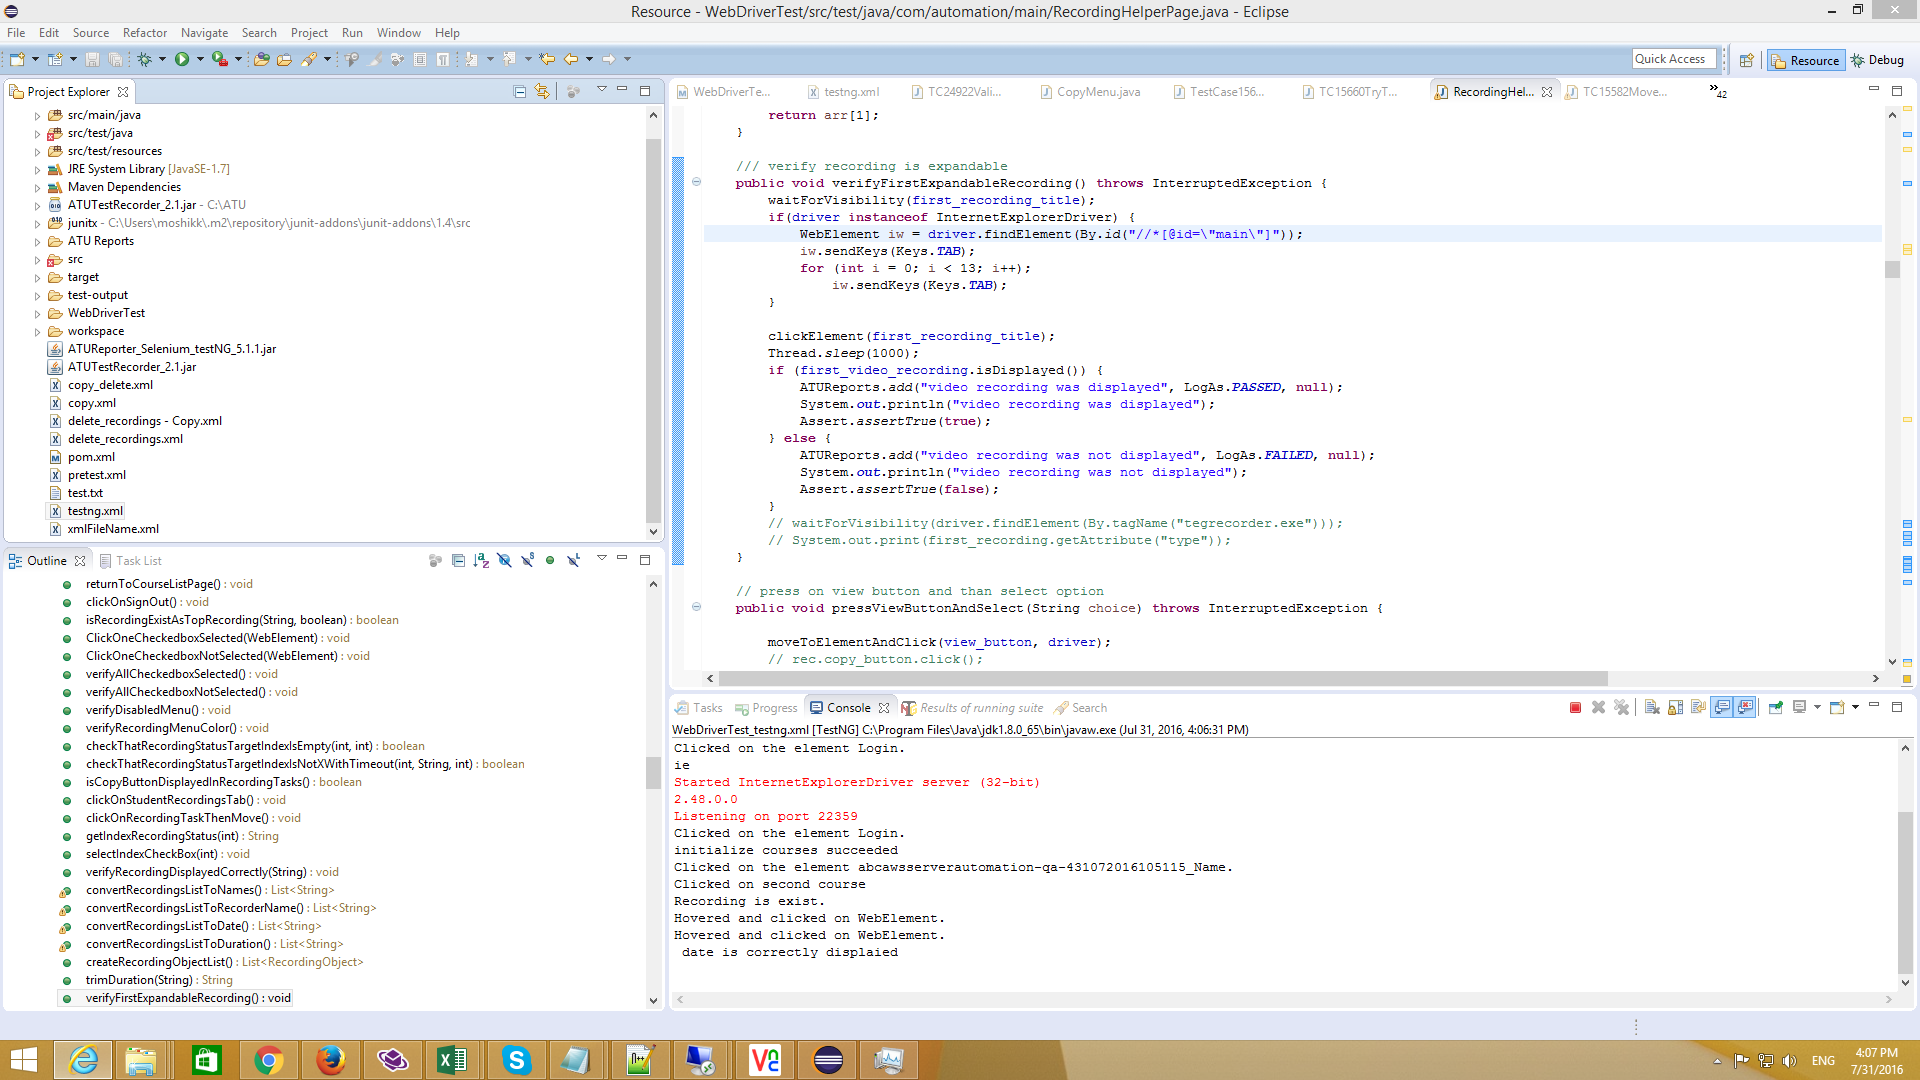 Resource - WebDriverTest/src/test/java/com/automation/main/RecordingHelperPage.java - Eclipse
File Edit Source Refactor Navigate Search Project Run Window Help
Quick Access
Resource
Debug
Project Explorer
src/main/java
src/test/java
src/test/resources
JRE System Library [JavaSE-1.7]
Maven Dependencies
ATUTestRecorder_2.1.jar - C:\ATU
junitx - C:\Users\moshikk\.m2\repository\junit-addons\junit-addons\1.4\src
ATU Reports
src
target
test-output
WebDriverTest
workspace
ATUReporter_Selenium_testNG_5.1.1.jar
ATUTestRecorder_2.1.jar
copy_delete.xml
copy.xml
delete_recordings - Copy.xml
delete_recordings.xml
pom.xml
pretest.xml
test.txt
testng.xml
xmlFileName.xml
Outline
Task List
returnToCourseListPage() : void
clickOnSignOut() : void
isRecordingExistAsTopRecording(String, boolean) : boolean
ClickOneCheckedboxSelected(WebElement) : void
ClickOneCheckedboxNotSelected(WebElement) : void
verifyAllCheckedboxSelected() : void
verifyAllCheckedboxNotSelected() : void
verifyDisabledMenu() : void
verifyRecordingMenuColor() : void
checkThatRecordingStatusTargetIndexIsEmpty(int, int) : boolean
checkThatRecordingStatusTargetIndexIsNotXWithTimeout(int, String, int) : boolean
isCopyButtonDisplayedInRecordingTasks() : boolean
clickOnStudentRecordingsTab() : void
clickOnRecordingTaskThenMove() : void
getIndexRecordingStatus(int) : String
selectIndexCheckBox(int) : void
verifyRecordingDisplayedCorrectly(String) : void
convertRecordingsListToNames() : List<String>
convertRecordingsListToRecorderName() : List<String>
convertRecordingsListToDate() : List<String>
convertRecordingsListToDuration() : List<String>
createRecordingObjectList() : List<RecordingObject>
trimDuration(String) : String
verifyFirstExpandableRecording() : void
WebDriverTe...
testng.xml
TC24922Vali...
CopyMenu.java
TestCase156...
TC15660TryT...
RecordingHel...
TC15582Move...
»42
return arr[1];
}
/// verify recording is expandable
public void verifyFirstExpandableRecording() throws InterruptedException {
waitForVisibility(first_recording_title);
if(driver instanceof InternetExplorerDriver) {
WebElement iw = driver.findElement(By.id("//*[@id=\"main\"]"));
iw.sendKeys(Keys.TAB);
for (int i = 0; i < 13; i++);
iw.sendKeys(Keys.TAB);
}
clickElement(first_recording_title);
Thread.sleep(1000);
if (first_video_recording.isDisplayed()) {
ATUReports.add("video recording was displayed", LogAs.PASSED, null);
System.out.println("video recording was displayed");
Assert.assertTrue(true);
} else {
ATUReports.add("video recording was not displayed", LogAs.FAILED, null);
System.out.println("video recording was not displayed");
Assert.assertTrue(false);
}
// waitForVisibility(driver.findElement(By.tagName("tegrecorder.exe")));
// System.out.print(first_recording.getAttribute("type"));
}
// press on view button and than select option
public void pressViewButtonAndSelect(String choice) throws InterruptedException {
moveToElementAndClick(view_button, driver);
// rec.copy_button.click();
Tasks
Progress
Console
Results of running suite
Search
WebDriverTest_testng.xml [TestNG] C:\Program Files\Java\jdk1.8.0_65\bin\javaw.exe (Jul 31, 2016, 4:06:31 PM)
Clicked on the element Login.
ie
Started InternetExplorerDriver server (32-bit)
2.48.0.0
Listening on port 22359
Clicked on the element Login.
initialize courses succeeded
Clicked on the element abcawsserverautomation-qa-431072016105115_Name.
Clicked on second course
Recording is exist.
Hovered and clicked on WebElement.
Hovered and clicked on WebElement.
date is correctly displaied
ENG
4:07 PM
7/31/2016